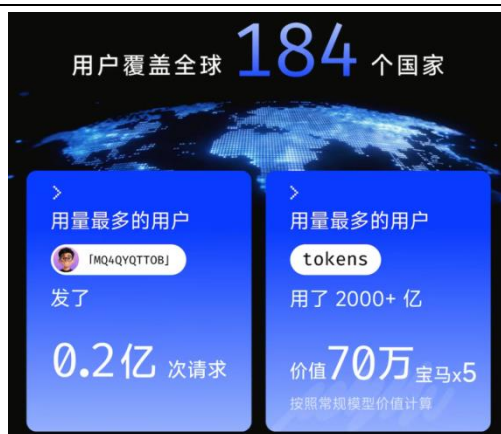 用户覆盖全球 184 个国家
用量最多的用户
「MQ4QYQTTOB」
发了
0.2亿 次请求
用量最多的用户
tokens
用了 2000+ 亿
价值70万宝马x5
按照常规模型价值计算